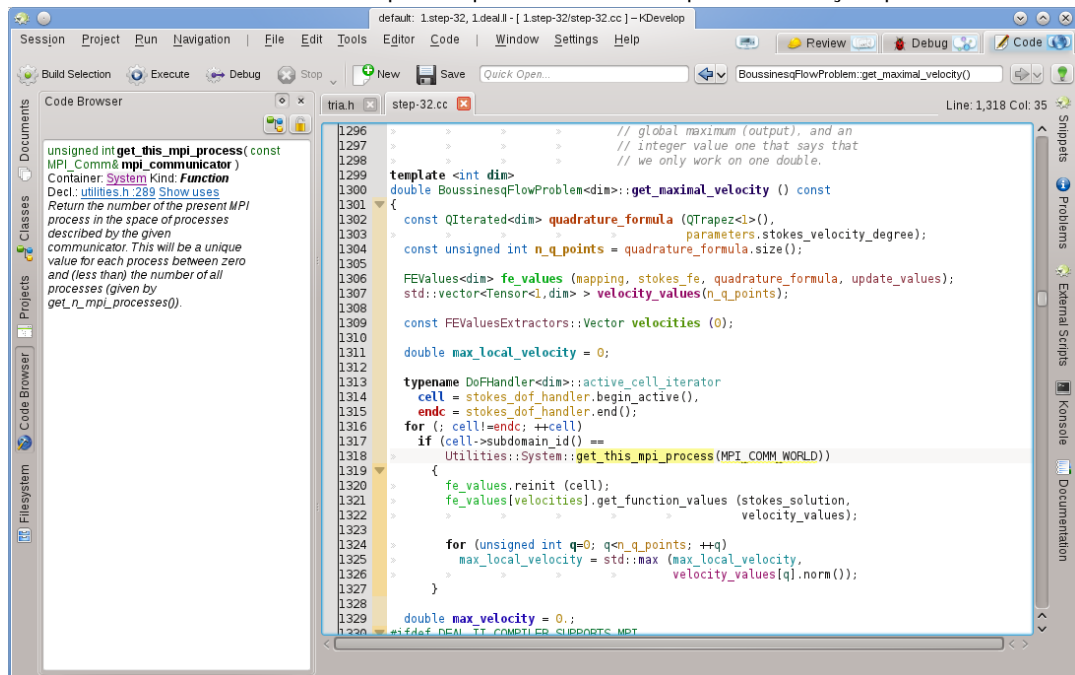 default: 1.step-32, 1.deal.II - [ 1.step-32/step-32.cc ] – KDevelop
Session Project Run Navigation | File Edit Tools Editor Code | Window Settings Help Review Debug Code
Build Selection Execute Debug Stop New Save Quick Open... BoussinesqFlowProblem::get_maximal_velocity()
Code Browser
tria.h step-32.cc Line: 1,318 Col: 35
Documents
Classes
Projects
Code Browser
Filesystem
unsigned int get_this_mpi_process( const
MPI_Comm& mpi_communicator )
Container: System Kind: Function
Decl.: utilities.h :289 Show uses
Return the number of the present MPI
process in the space of processes
described by the given
communicator. This will be a unique
value for each process between zero
and (less than) the number of all
processes (given by
get_n_mpi_processes()).
1296 // global maximum (output), and an
1297 // integer value one that says that
1298 // we only work on one double.
1299 template <int dim>
1300 double BoussinesqFlowProblem<dim>::get_maximal_velocity () const
1301 {
1302 const QIterated<dim> quadrature_formula (QTrapez<1>(),
1303 parameters.stokes_velocity_degree);
1304 const unsigned int n_q_points = quadrature_formula.size();
1305
1306 FEValues<dim> fe_values (mapping, stokes_fe, quadrature_formula, update_values);
1307 std::vector<Tensor<1,dim> > velocity_values(n_q_points);
1308
1309 const FEValuesExtractors::Vector velocities (0);
1310
1311 double max_local_velocity = 0;
1312
1313 typename DoFHandler<dim>::active_cell_iterator
1314 cell = stokes_dof_handler.begin_active(),
1315 endc = stokes_dof_handler.end();
1316 for (; cell!=endc; ++cell)
1317 if (cell->subdomain_id() ==
1318 Utilities::System::get_this_mpi_process(MPI_COMM_WORLD))
1319 {
1320 fe_values.reinit (cell);
1321 fe_values[velocities].get_function_values (stokes_solution,
1322 velocity_values);
1323
1324 for (unsigned int q=0; q<n_q_points; ++q)
1325 max_local_velocity = std::max (max_local_velocity,
1326 velocity_values[q].norm());
1327 }
1328
1329 double max_velocity = 0.;
1330 #ifdef DEAL_II_COMPILER_SUPPORTS_MPI
Snippets
Problems
External Scripts
Konsole
Documentation